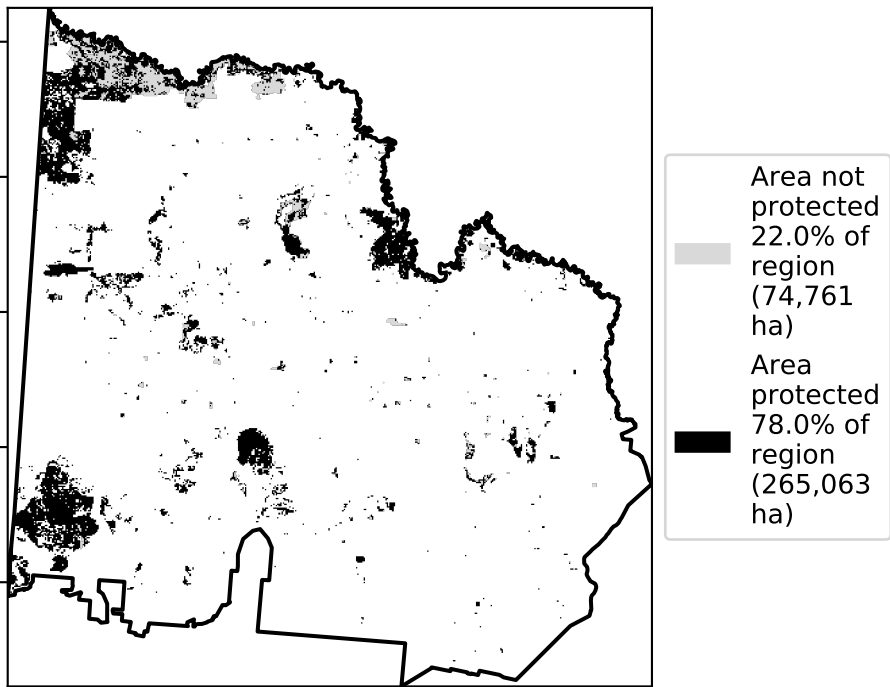 Area not
protected
22.0% of
region
(74,761
ha)
Area
protected
78.0% of
region
(265,063
ha)